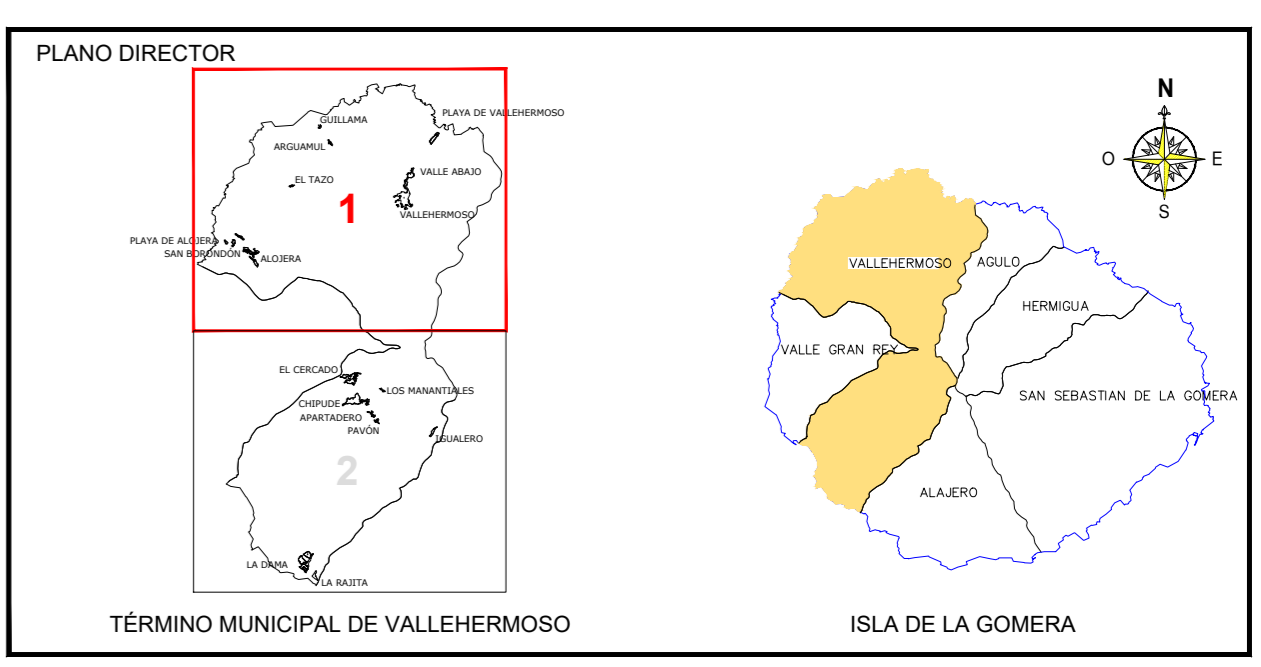 PLANO DIRECTOR
GUILLAMA
PLAYA DE VALLEHERMOSO
ARGUAMUL
EL TAZO
VALLE ABAJO
1
VALLEHERMOSO
PLAYA DE ALOJERA
SAN BORONDÓN
ALOJERA
EL CERCADO
LOS MANANTIALES
CHIPUDE
APARTADERO
PAVÓN
IGUALERO
2
LA DAMA
LA RAJITA
TÉRMINO MUNICIPAL DE VALLEHERMOSO
N
O
E
S
VALLEHERMOSO
AGULO
HERMIGUA
VALLE GRAN REY
SAN SEBASTIAN DE LA GOMERA
ALAJERO
ISLA DE LA GOMERA